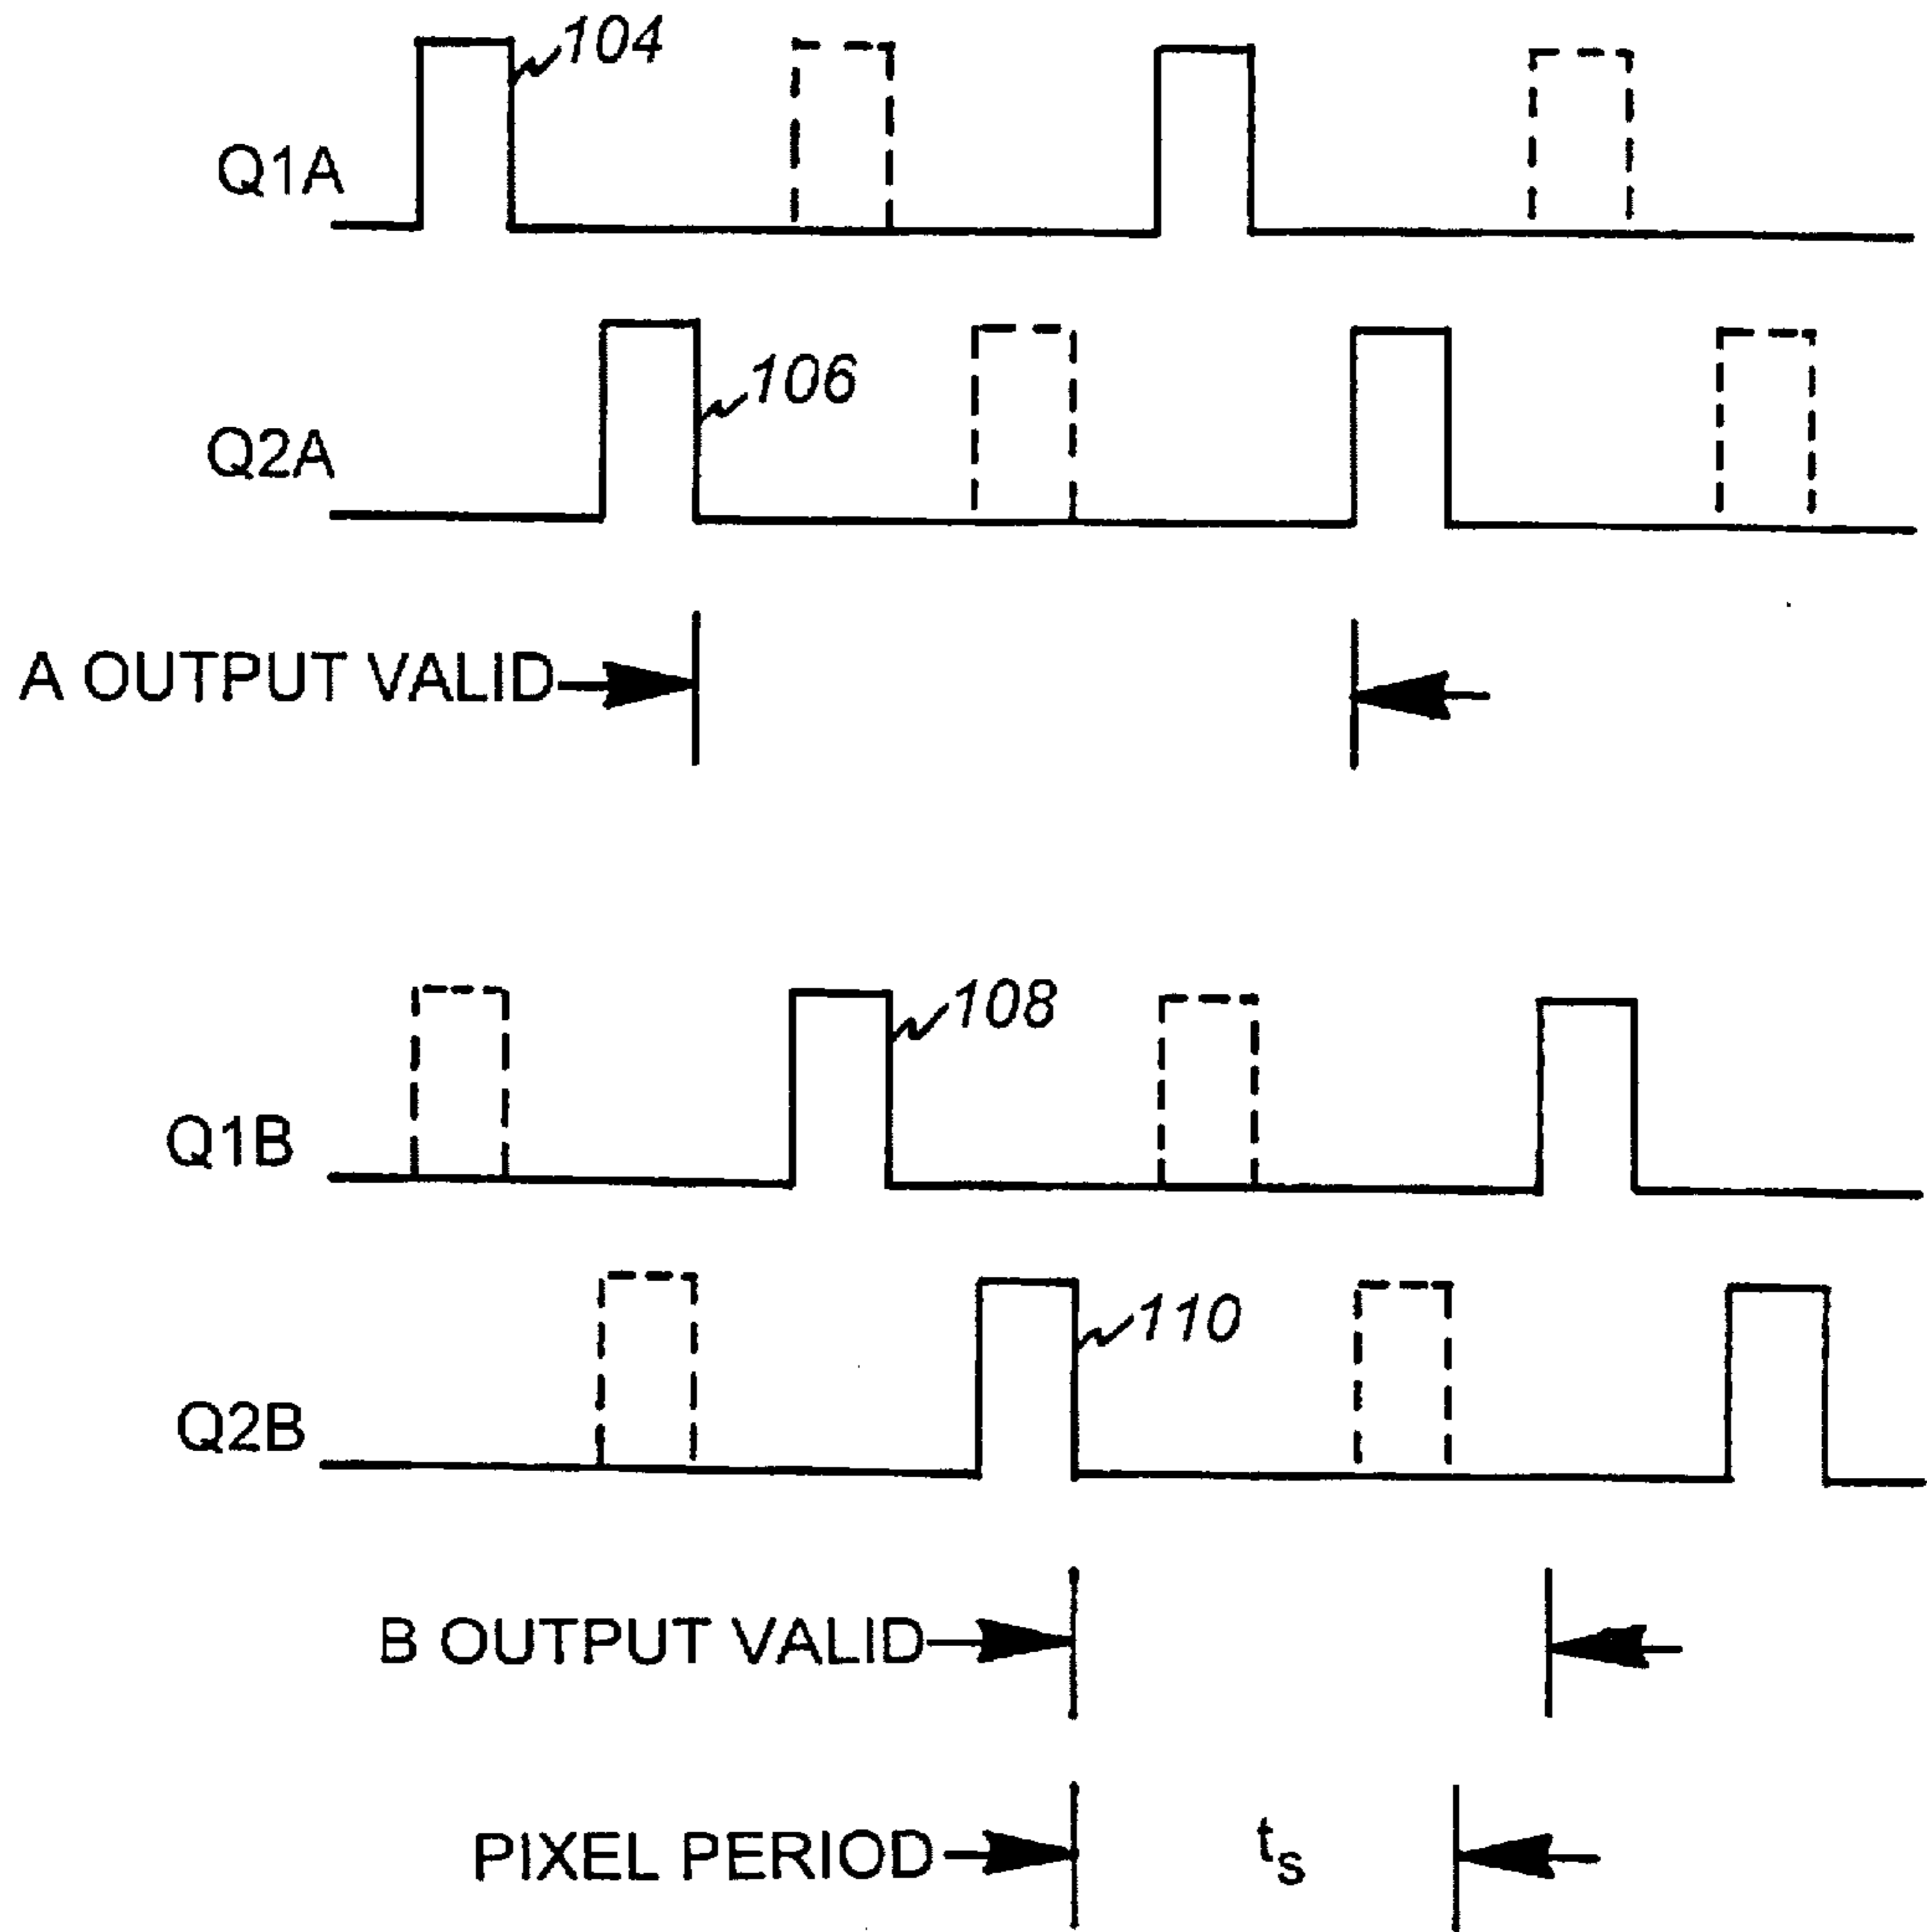 104
Q1A
106
Q2A
A OUTPUT VALID
108
Q1B
110
Q2B
B OUTPUT VALID
PIXEL PERIOD ts